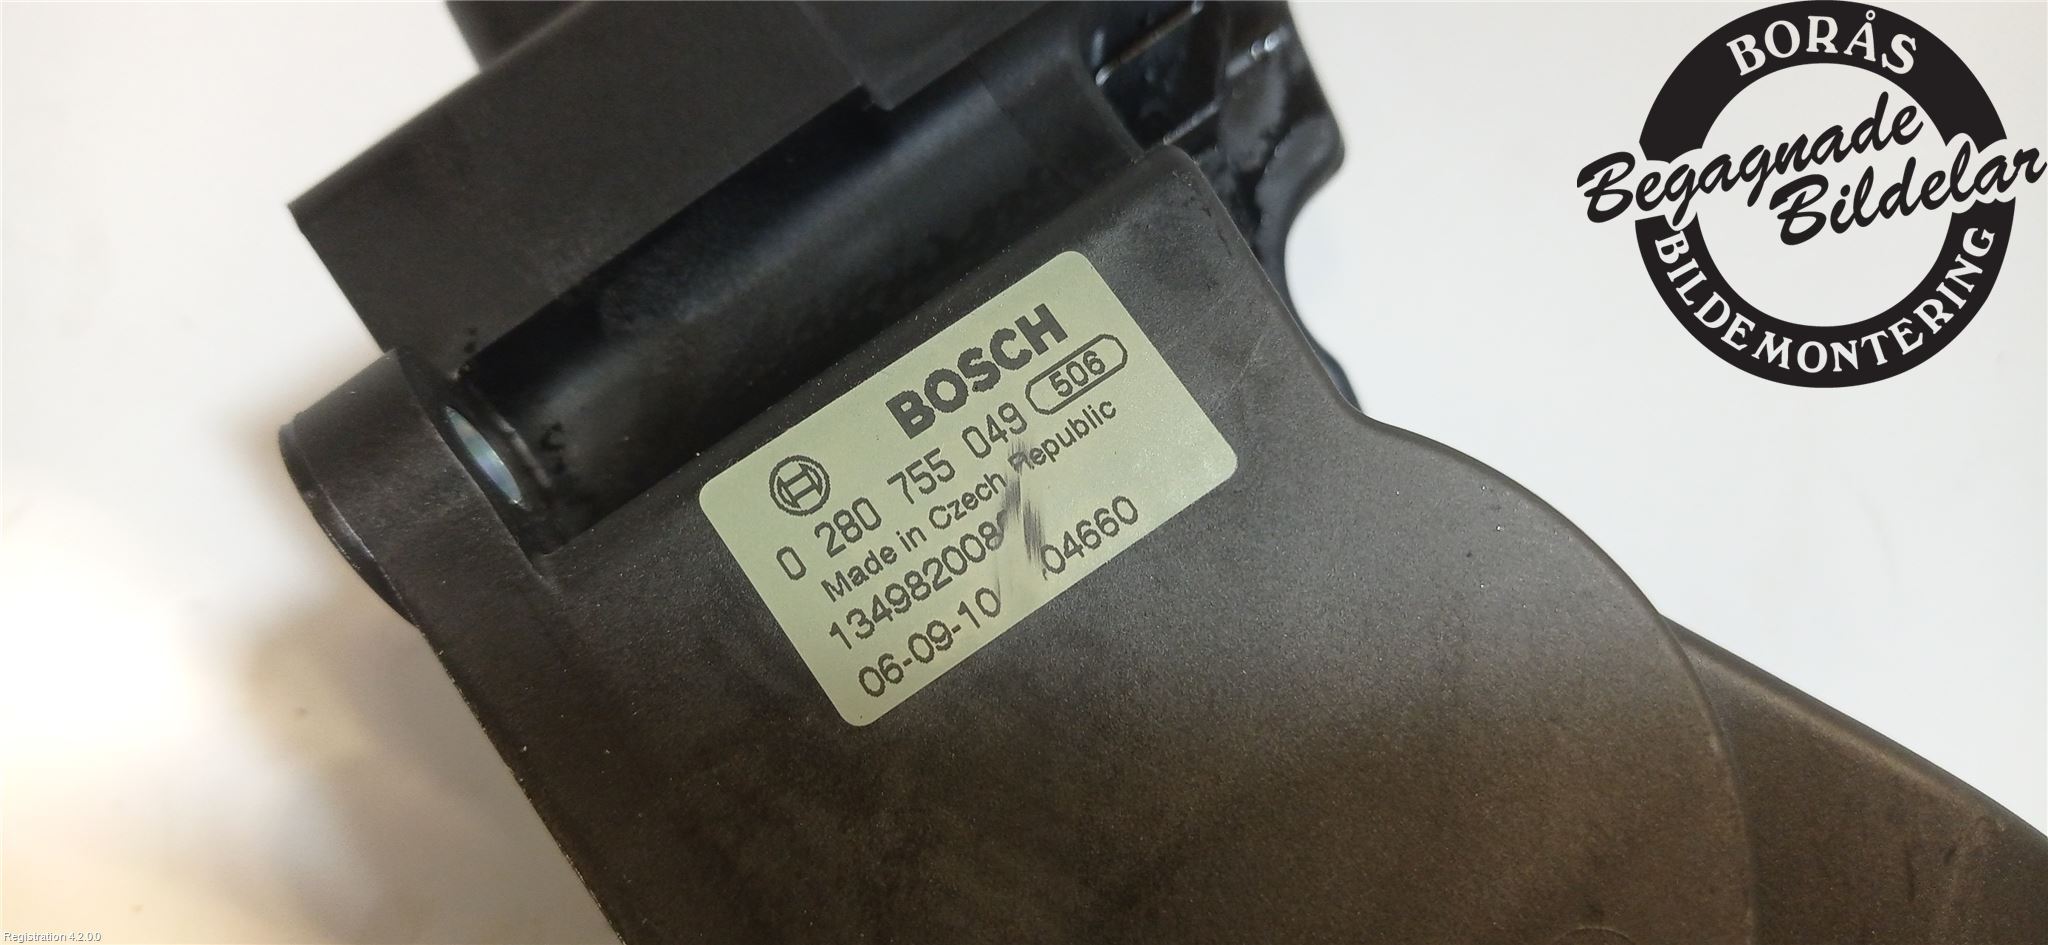 BORÅS
Begagnade
Bildelar
BILDEMONTERING
BOSCH
0 280 755 049 506
Made in Czech Republic
1349820080
06-09-10 04660
Registration 4.2.0.0